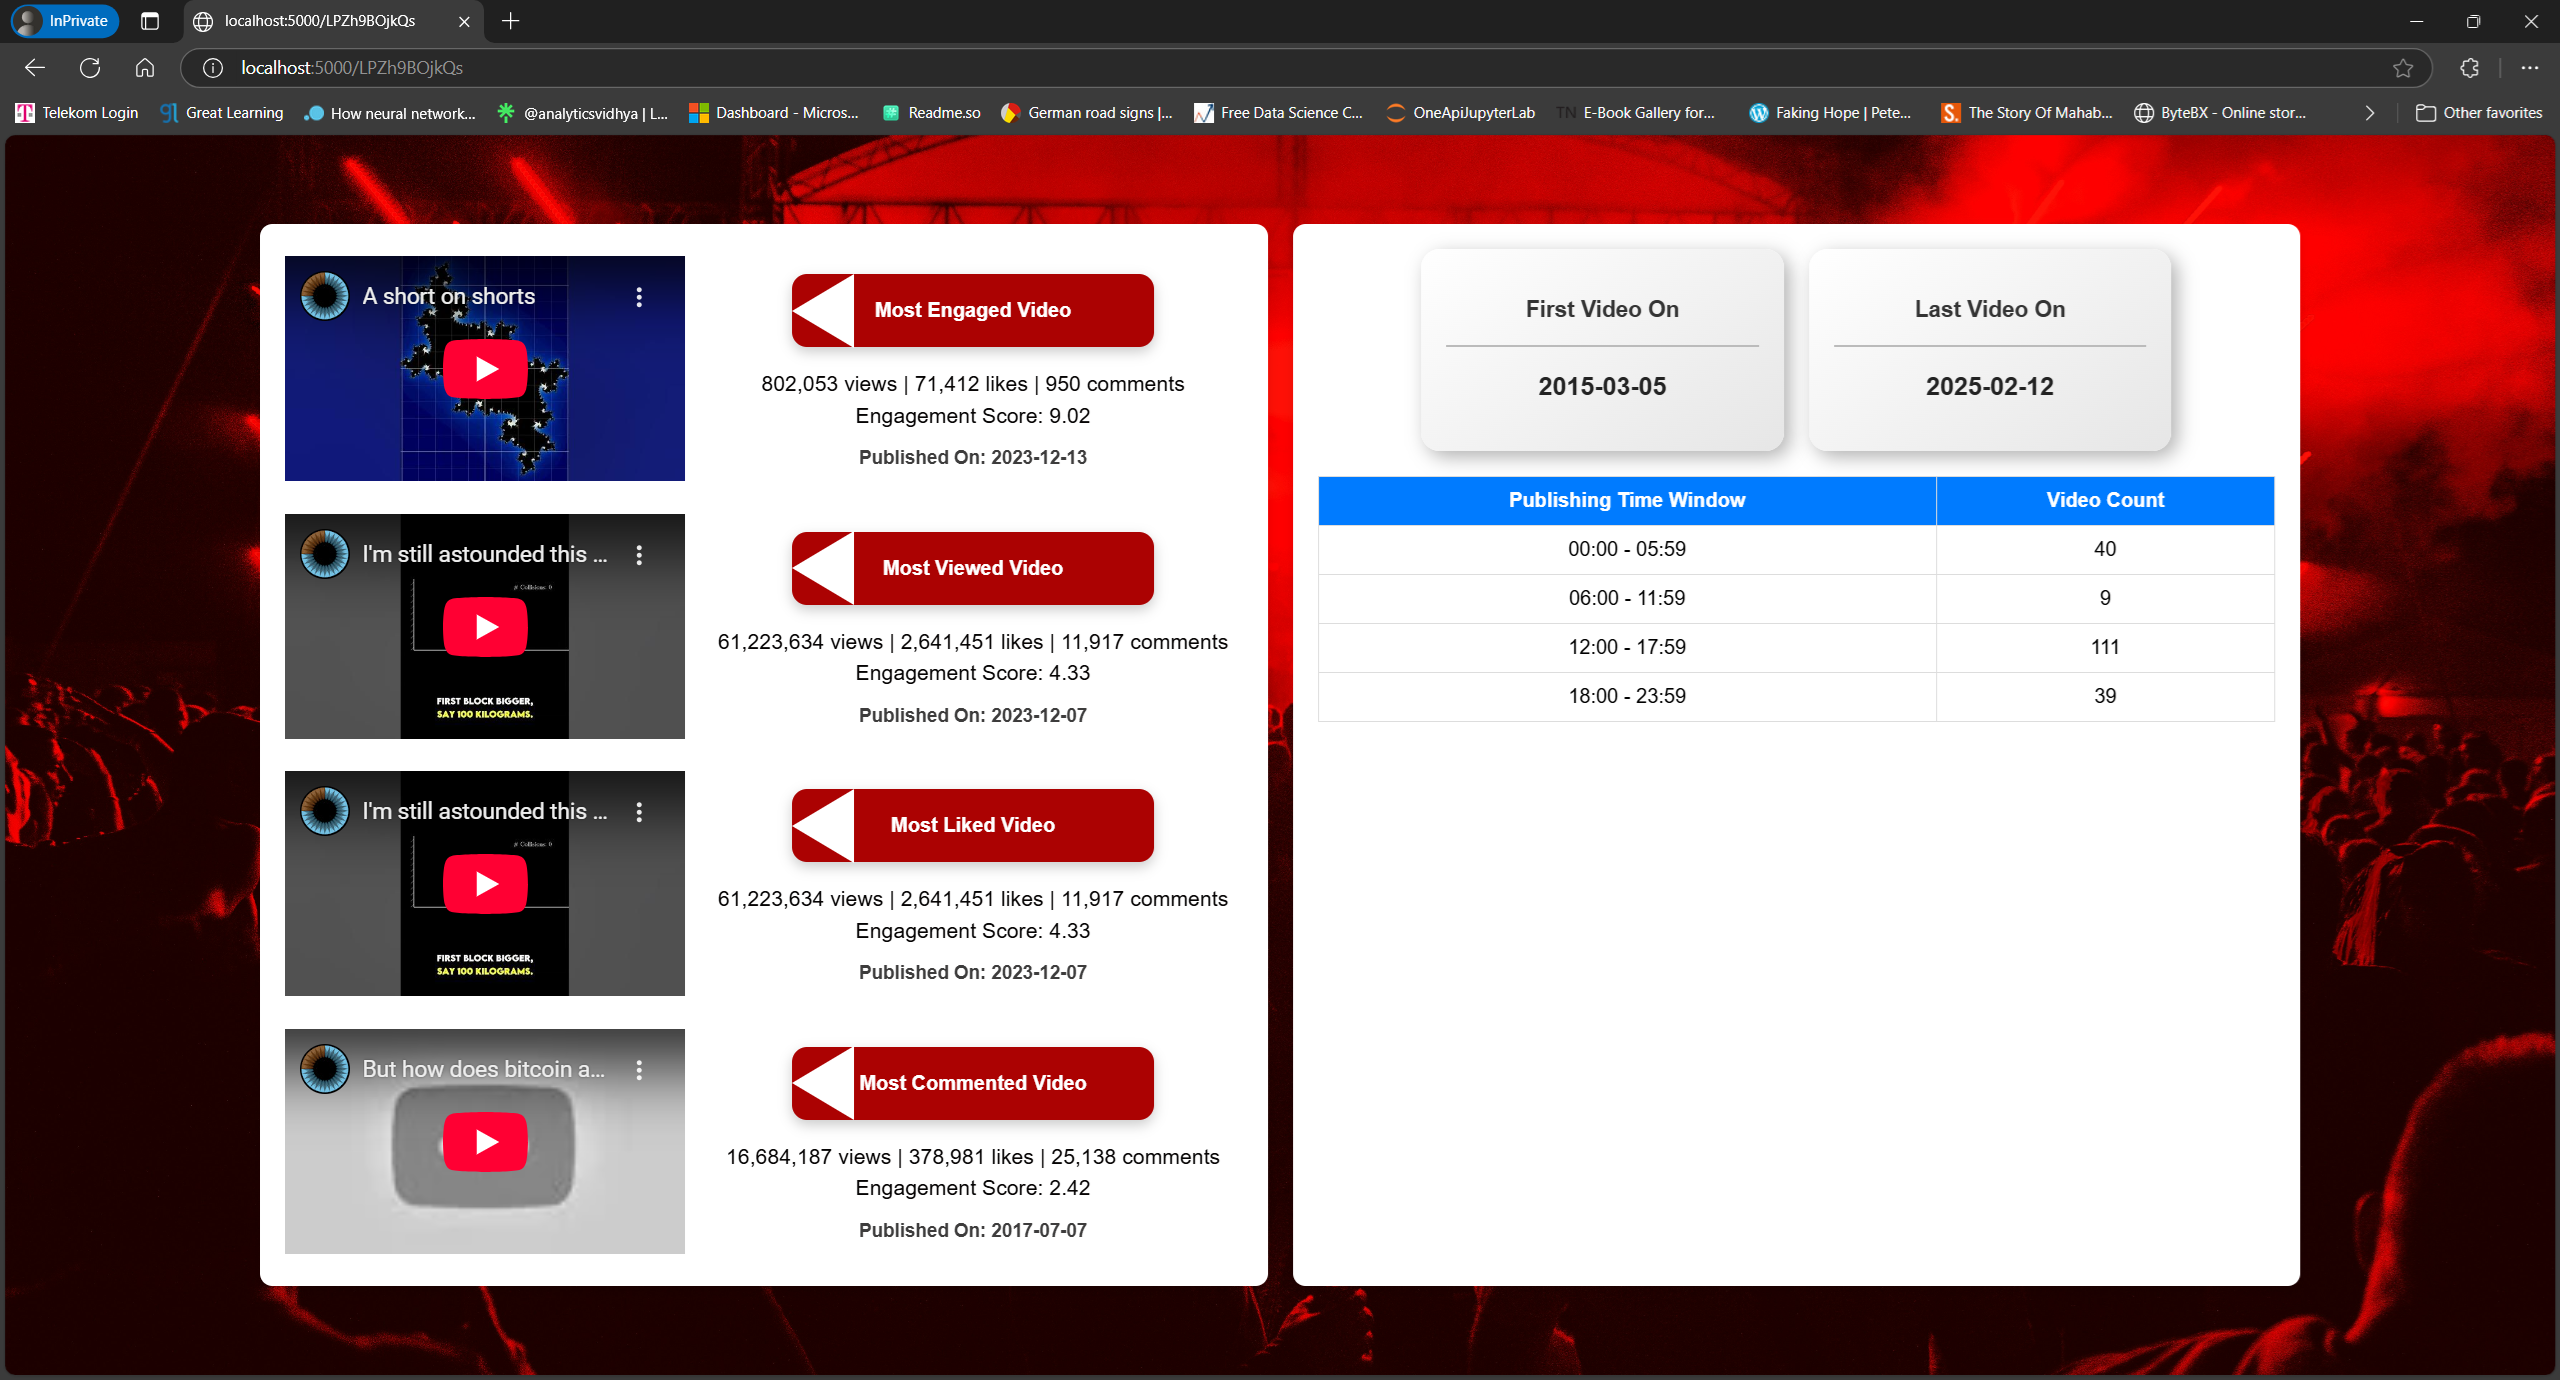 InPrivate
localhost:5000/LPZh9BOjkQs
localhost:5000/LPZh9BOjkQs
Telekom Login
Great Learning
How neural network...
@analyticsvidhya | L...
Dashboard - Micros...
Readme.so
German road signs |...
Free Data Science C...
OneApiJupyterLab
TN E-Book Gallery for...
Faking Hope | Pete...
S. The Story Of Mahab...
ByteBX - Online stor...
Other favorites
A short on shorts
Most Engaged Video
802,053 views | 71,412 likes | 950 comments
Engagement Score: 9.02
Published On: 2023-12-13
I'm still astounded this ...
# Collisions: 0
FIRST BLOCK BIGGER,
SAY 100 KILOGRAMS.
Most Viewed Video
61,223,634 views | 2,641,451 likes | 11,917 comments
Engagement Score: 4.33
Published On: 2023-12-07
I'm still astounded this ...
# Collisions: 0
FIRST BLOCK BIGGER,
SAY 100 KILOGRAMS.
Most Liked Video
61,223,634 views | 2,641,451 likes | 11,917 comments
Engagement Score: 4.33
Published On: 2023-12-07
But how does bitcoin a...
Most Commented Video
16,684,187 views | 378,981 likes | 25,138 comments
Engagement Score: 2.42
Published On: 2017-07-07
First Video On
2015-03-05
Last Video On
2025-02-12
Publishing Time Window Video Count
00:00 - 05:59 40
06:00 - 11:59 9
12:00 - 17:59 111
18:00 - 23:59 39